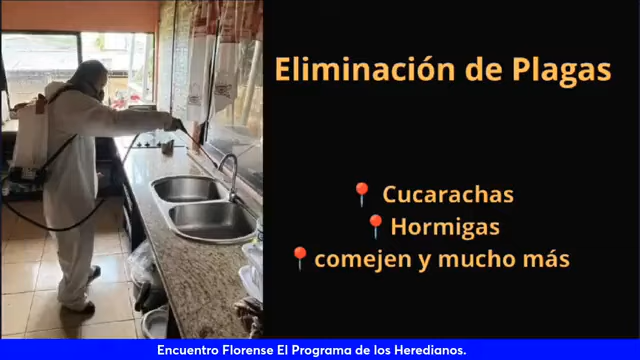 Eliminación de Plagas
Cucarachas
Hormigas
comejen y mucho más
Encuentro Florense El Programa de los Heredianos.